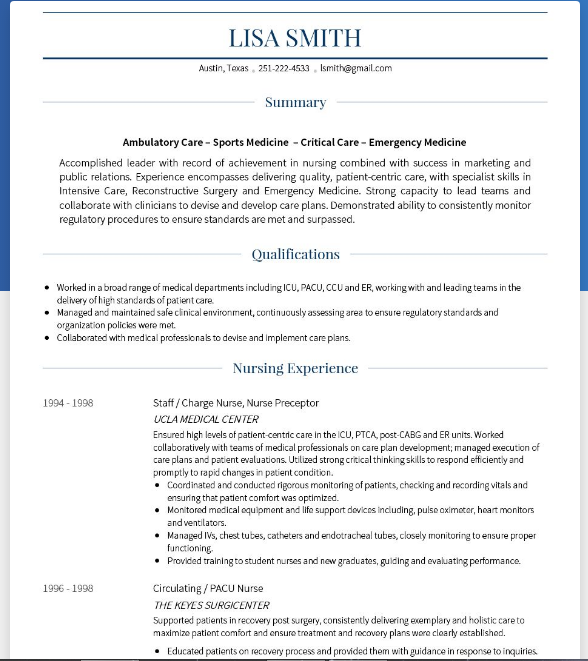 LISA SMITH
Austin, Texas • 251-222-4533 • lsmith@gmail.com
Summary
Ambulatory Care – Sports Medicine – Critical Care – Emergency Medicine
Accomplished leader with record of achievement in nursing combined with success in marketing and
public relations. Experience encompasses delivering quality, patient-centric care, with specialist skills in
Intensive Care, Reconstructive Surgery and Emergency Medicine. Strong capacity to lead teams and
collaborate with clinicians to devise and develop care plans. Demonstrated ability to consistently monitor
regulatory procedures to ensure standards are met and surpassed.
Qualifications
• Worked in a broad range of medical departments including ICU, PACU, CCU and ER, working with and leading teams in the
delivery of high standards of patient care.
• Managed and maintained safe clinical environment, continuously assessing area to ensure regulatory standards and
organization policies were met.
• Collaborated with medical professionals to devise and implement care plans.
Nursing Experience
1994 - 1998 Staff / Charge Nurse, Nurse Preceptor
UCLA MEDICAL CENTER
Ensured high levels of patient-centric care in the ICU, PTCA, post-CABG and ER units. Worked
collaboratively with teams of medical professionals on care plan development; managed execution of
care plans and patient evaluations. Utilized strong critical thinking skills to respond efficiently and
promptly to rapid changes in patient condition.
• Coordinated and conducted rigorous monitoring of patients, checking and recording vitals and
ensuring that patient comfort was optimized.
• Monitored medical equipment and life support devices including, pulse oximeter, heart monitors
and ventilators.
• Managed IVs, chest tubes, catheters and endotracheal tubes, closely monitoring to ensure proper
functioning.
• Provided training to student nurses and new graduates, guiding and evaluating performance.
1996 - 1998 Circulating / PACU Nurse
THE KEYES SURGICENTER
Supported patients in recovery post surgery, consistently delivering exemplary and holistic care to
maximize patient comfort and ensure treatment and recovery plans were clearly established.
• Educated patients on recovery process and provided them with guidance in response to inquiries.